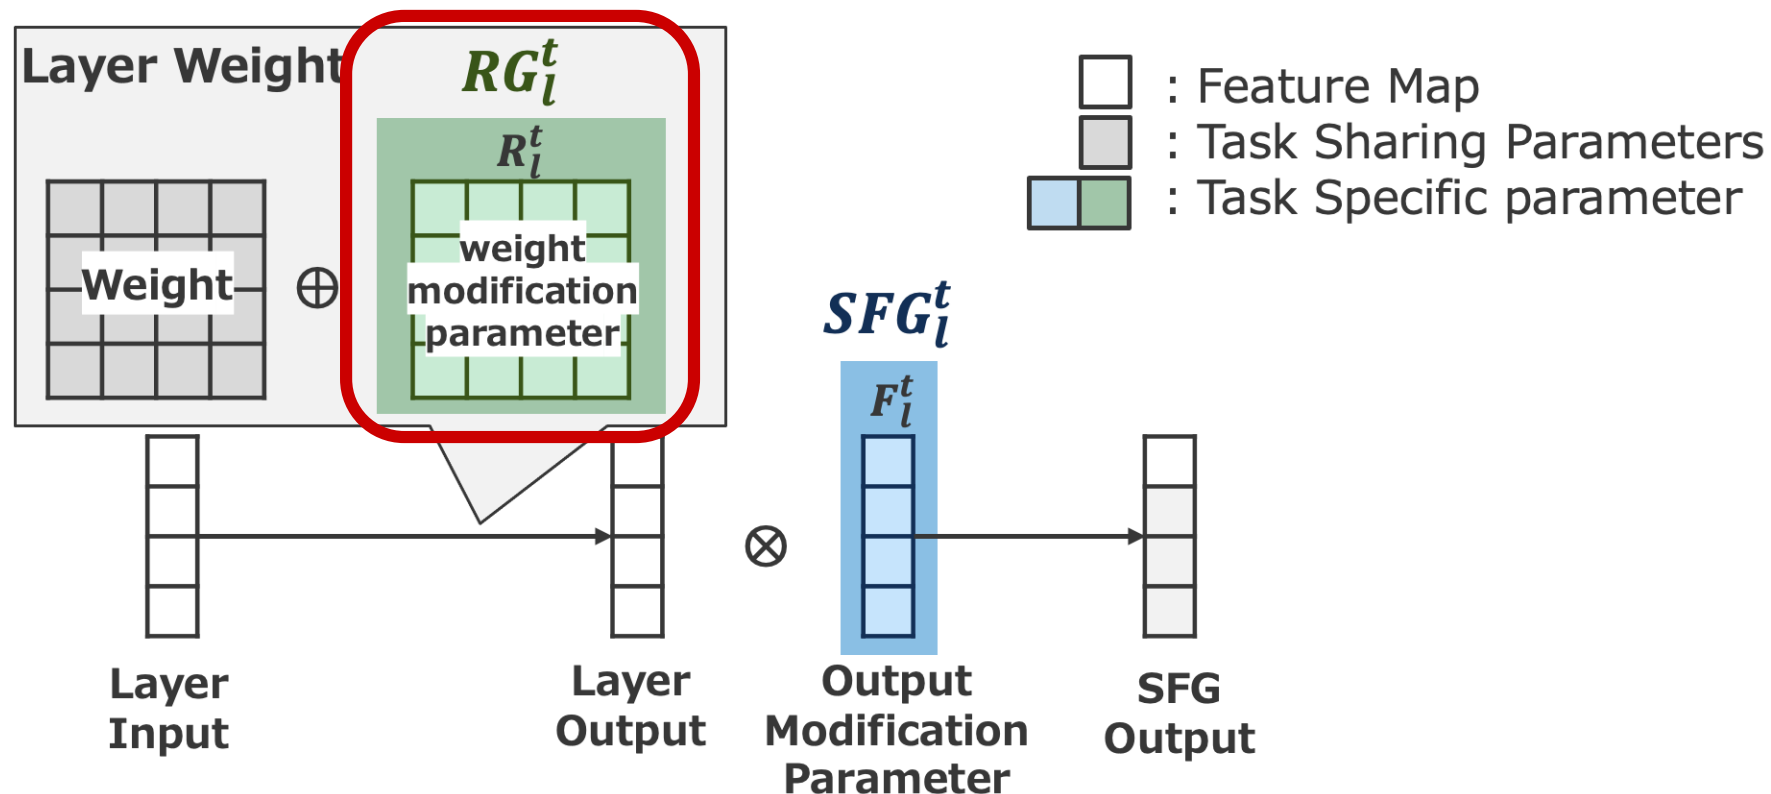 Layer Weight
RG_l^t
R_l^t
Weight
⊕
weight
modification
parameter
: Feature Map
: Task Sharing Parameters
: Task Specific parameter
SFG_l^t
F_l^t
⊗
Layer
Input
Layer
Output
Output
Modification
Parameter
SFG
Output